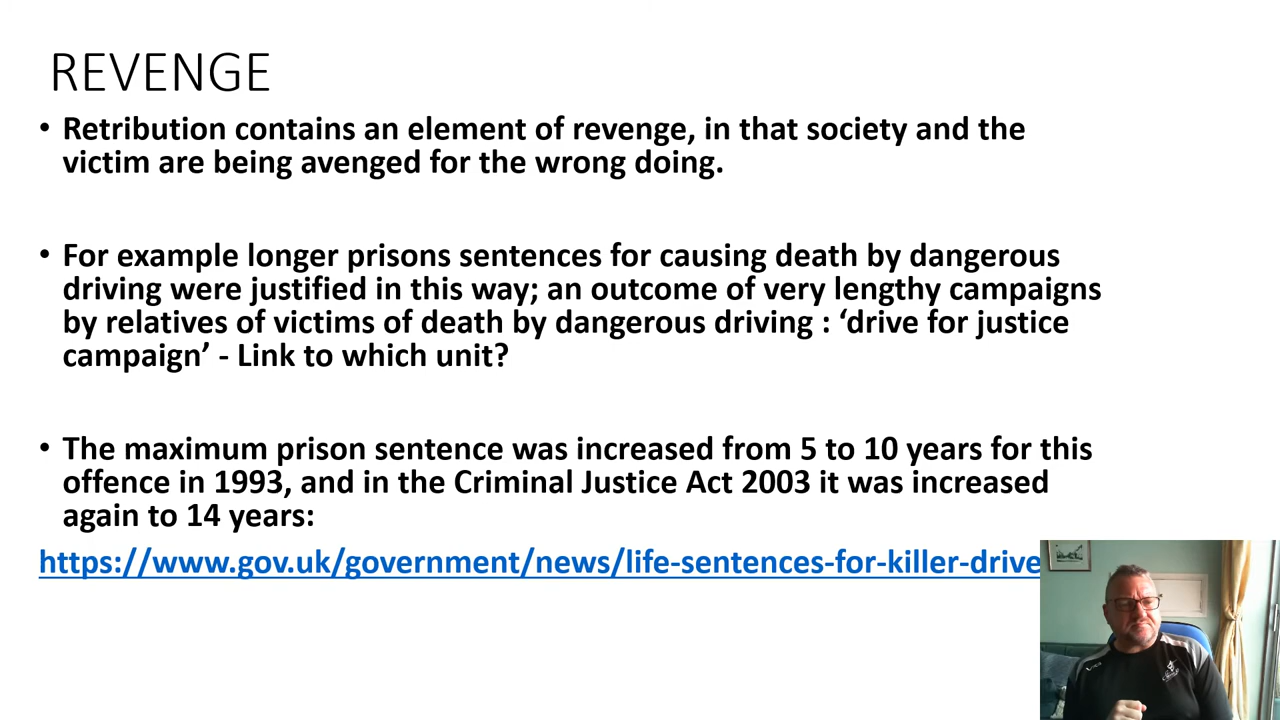 REVENGE
• Retribution contains an element of revenge, in that society and the
victim are being avenged for the wrong doing.
• For example longer prisons sentences for causing death by dangerous
driving were justified in this way; an outcome of very lengthy campaigns
by relatives of victims of death by dangerous driving : ‘drive for justice
campaign’ - Link to which unit?
• The maximum prison sentence was increased from 5 to 10 years for this
offence in 1993, and in the Criminal Justice Act 2003 it was increased
again to 14 years:
https://www.gov.uk/government/news/life-sentences-for-killer-drive